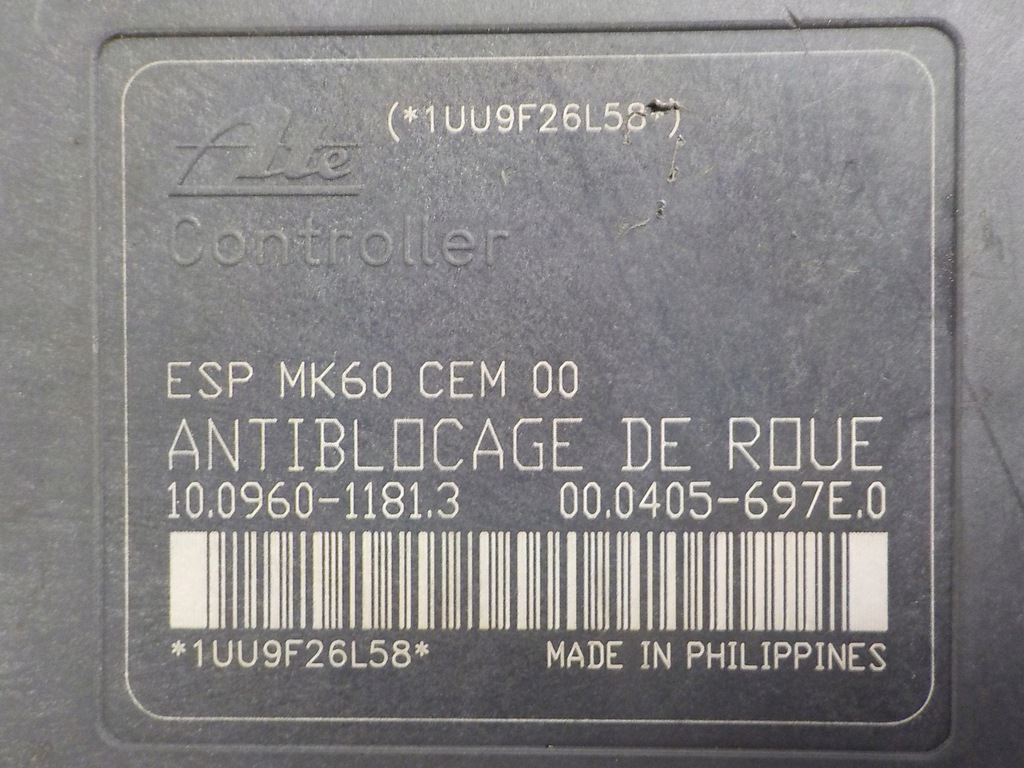 (*1UU9F26L58*)
Ate
Controller
ESP MK60 CEM 00
ANTIBLOCAGE DE ROUE
10.0960-1181.3 00.0405-697E.0
*1UU9F26L58* MADE IN PHILIPPINES